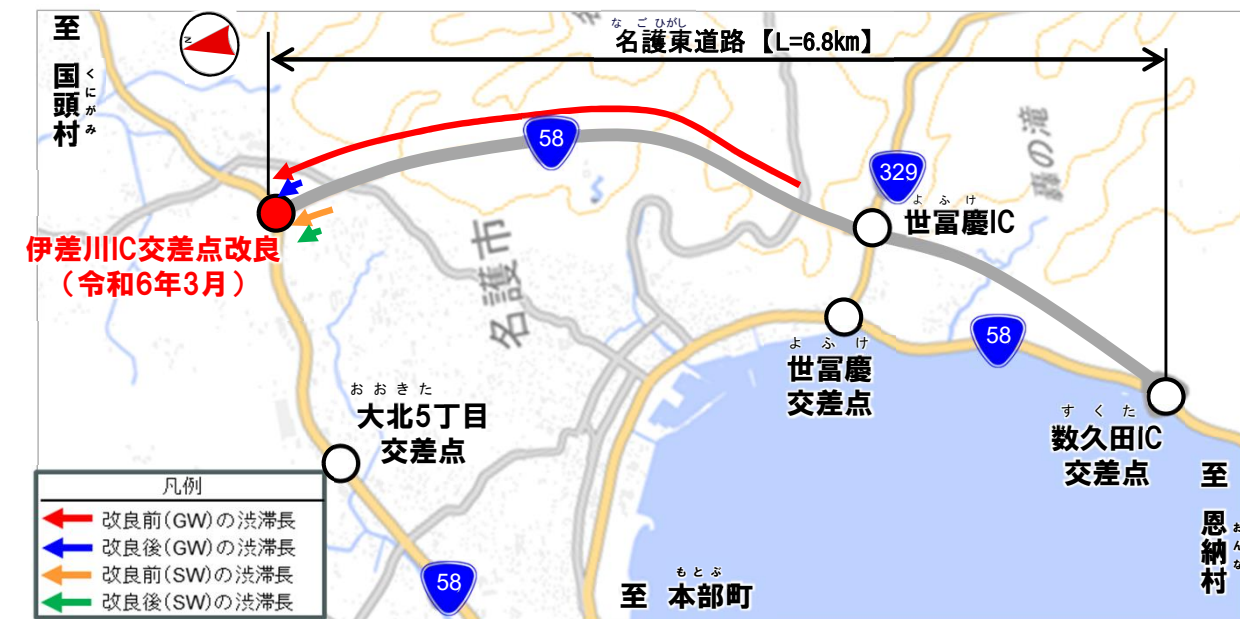 至 国頭村
くにがみ
N
なごひがし
名護東道路 【L=6.8km】
58
329
よふけ
世冨慶IC
轟の滝
伊差川IC交差点改良
(令和6年3月)
名護市
よふけ
世冨慶
交差点
58
おおきた
大北5丁目
交差点
すくた
数久田IC
交差点
至 恩納村
おんな
凡例
改良前(GW)の渋滞長
改良後(GW)の渋滞長
改良前(SW)の渋滞長
改良後(SW)の渋滞長
58
もとぶ
至 本部町